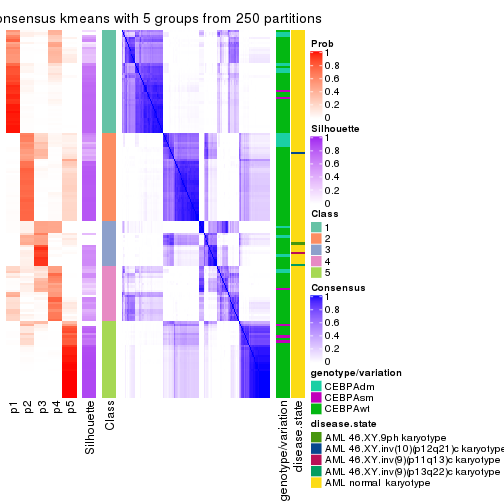 onsensus kmeans with 5 groups from 250 partitions
Prob
1
0.8
0.6
0.4
0.2
0
Silhouette
1
0.8
0.6
0.4
0.2
0
Class
1
2
3
4
5
Consensus
1
0.8
0.6
0.4
0.2
0
genotype/variation
CEBPAdm
CEBPAsm
CEBPAwt
disease.state
AML 46.XY.9ph karyotype
AML 46.XY.inv(10)(p12q21)c karyotype
AML 46.XY.inv(9)(p11q13)c karyotype
AML 46.XY.inv(9)(p13q22)c karyotype
AML normal karyotype
p1
p2
p3
p4
p5
Silhouette
Class
genotype/variation
disease.state